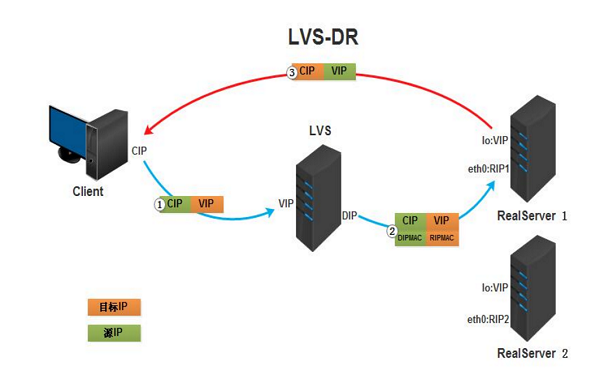 LVS-DR
③ CIP VIP
LVS
lo:VIP
CIP
eth0:RIP1
Client
① CIP VIP
VIP
DIP
② CIP VIP
DIPMAC RIPMAC
RealServer 1
目标IP
源IP
lo:VIP
eth0:RIP2
RealServer 2